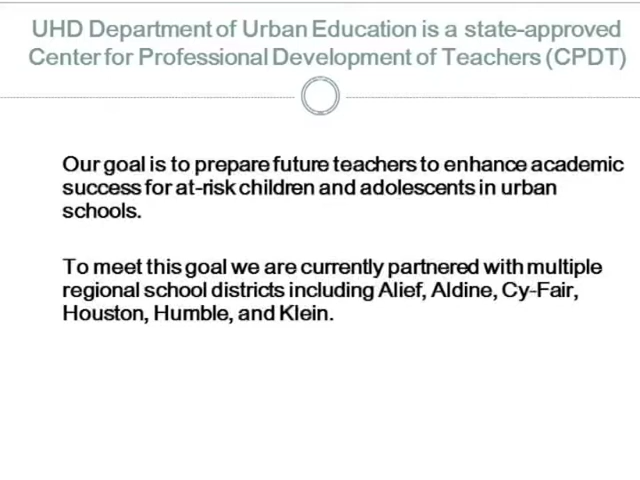 UHD Department of Urban Education is a state-approved
Center for Professional Development of Teachers (CPDT)
Our goal is to prepare future teachers to enhance academic
success for at-risk children and adolescents in urban
schools.
To meet this goal we are currently partnered with multiple
regional school districts including Alief, Aldine, Cy-Fair,
Houston, Humble, and Klein.